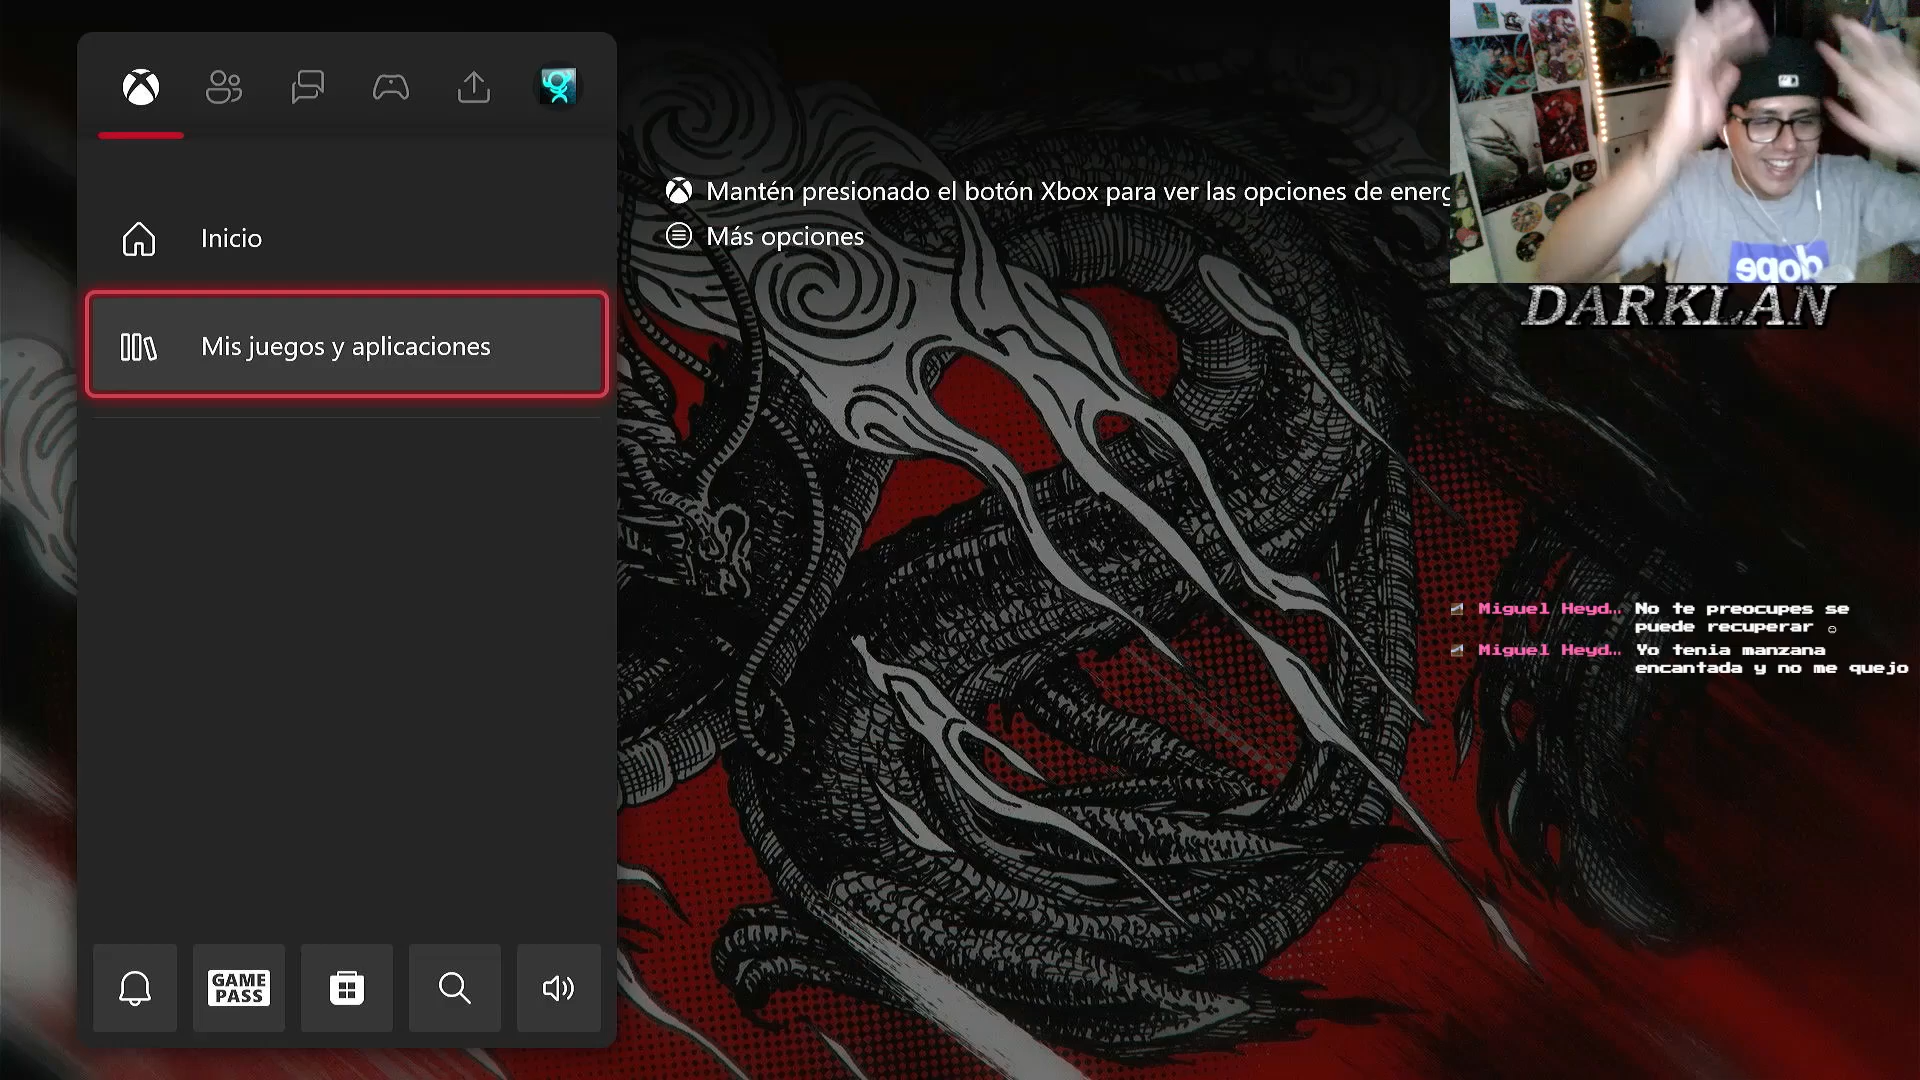 Inicio
Mis juegos y aplicaciones
GAME
PASS
Mantén presionado el botón Xbox para ver las opciones de energ
Más opciones
dope
DARKLAN
Miguel Heyd... No te preocupes se
puede recuperar
Miguel Heyd... Yo tenia manzana
encantada y no me quejo